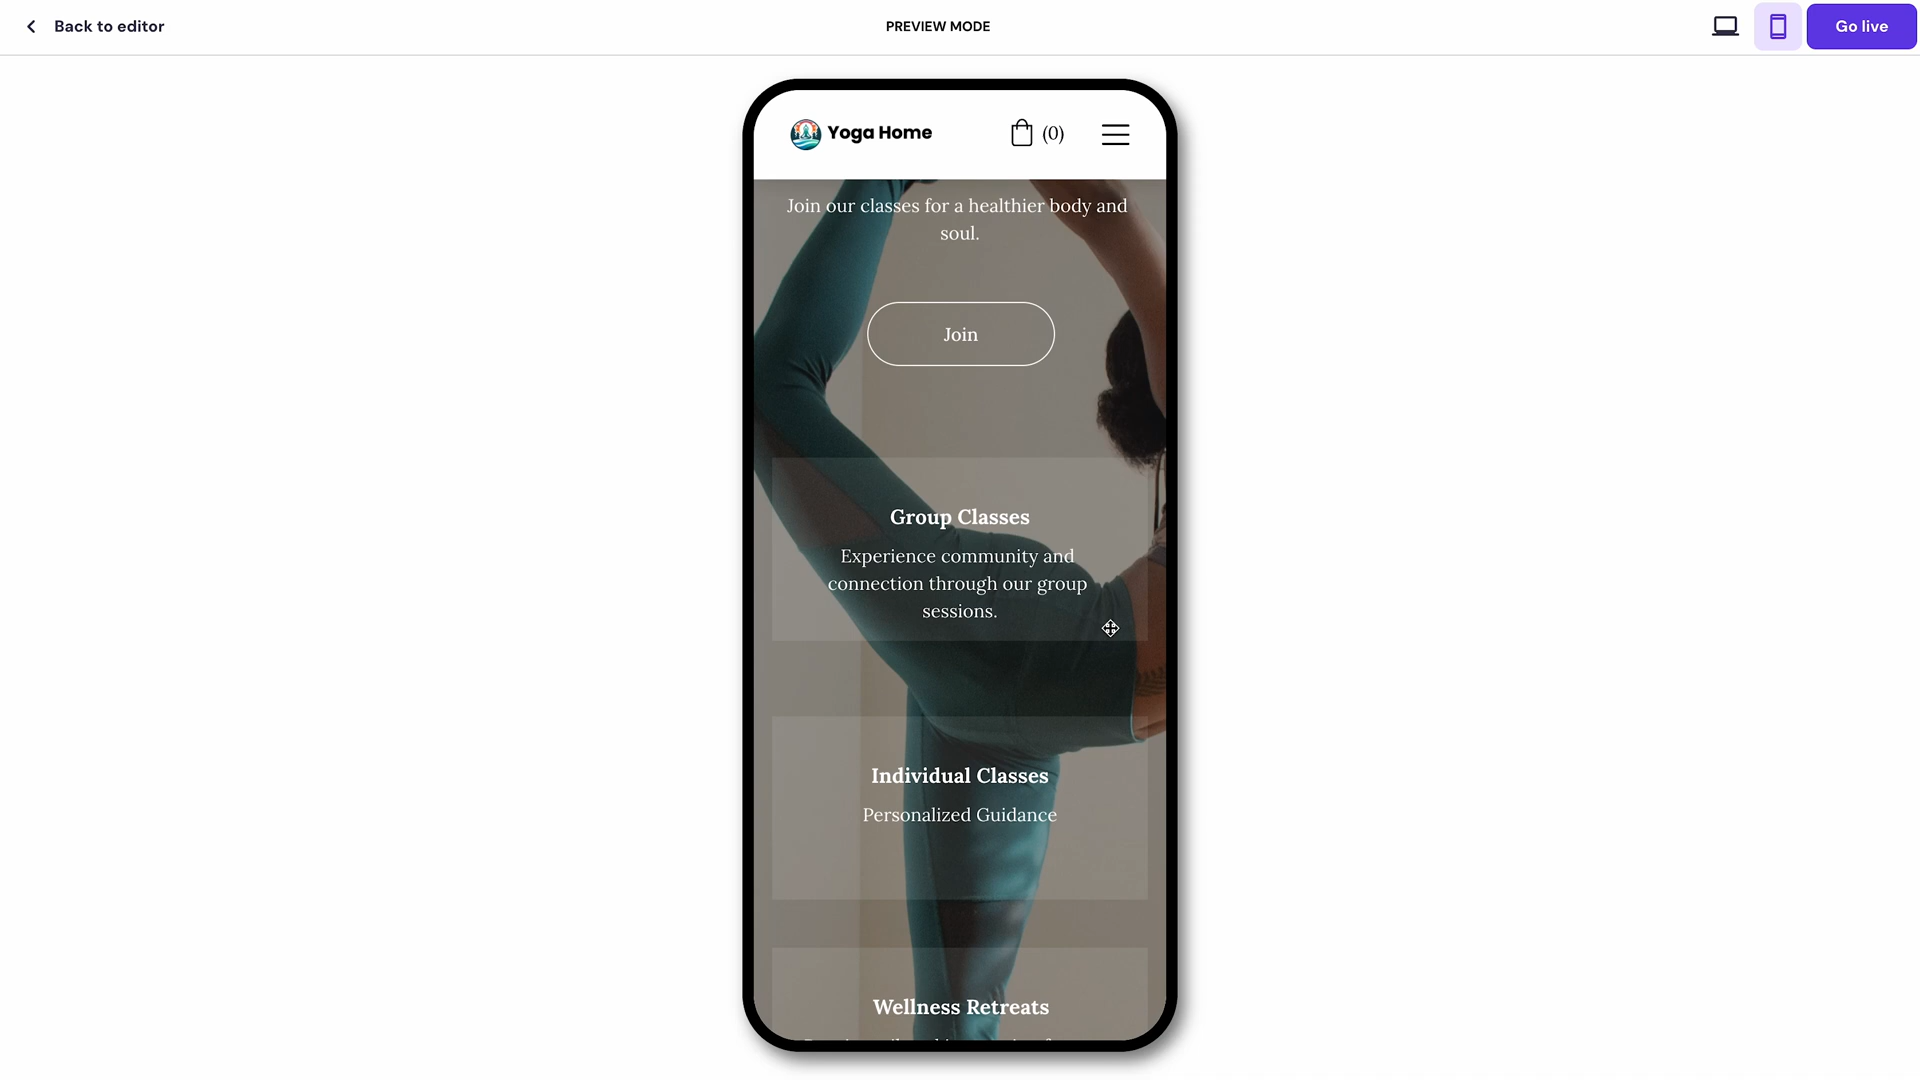 Back to editor
PREVIEW MODE
Go live
Yoga Home
(0)
Join our classes for a healthier body and
soul.
Join
Group Classes
Experience community and
connection through our group
sessions.
Individual Classes
Personalized Guidance
Wellness Retreats